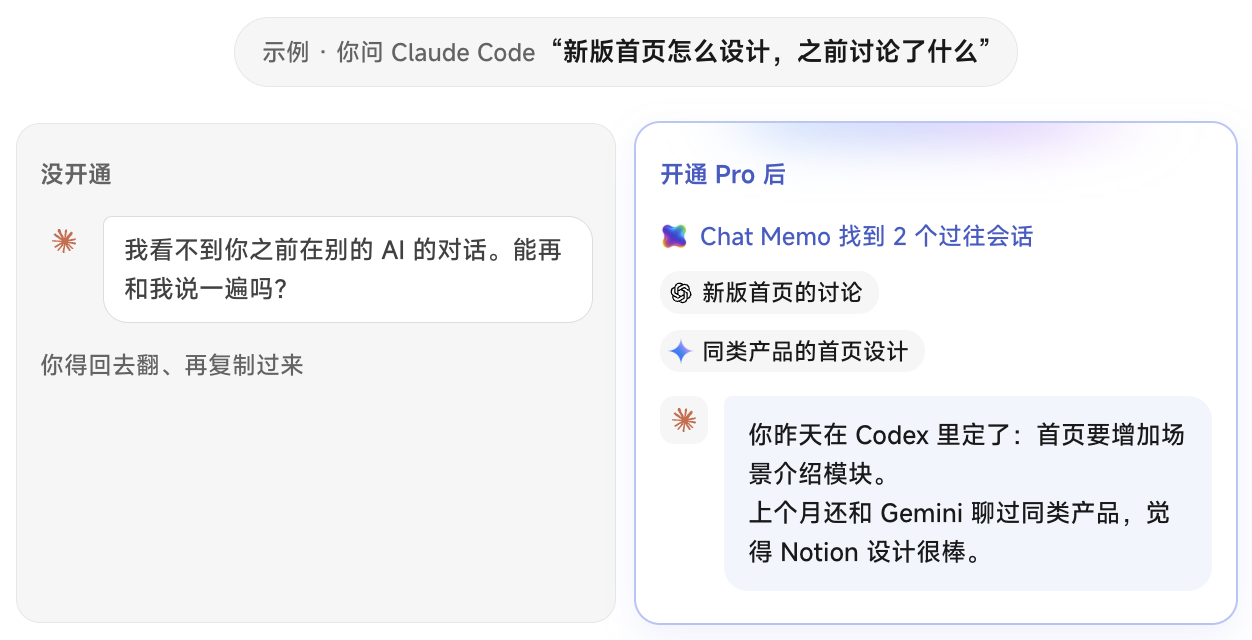 示例 · 你问 Claude Code “新版首页怎么设计，之前讨论了什么”
没开通
我看不到你之前在别的 AI 的对话。能再
和我说一遍吗？
你得回去翻、再复制过来
开通 Pro 后
Chat Memo 找到 2 个过往会话
新版首页的讨论
同类产品的首页设计
你昨天在 Codex 里定了：首页要增加场
景介绍模块。
上个月还和 Gemini 聊过同类产品，觉
得 Notion 设计很棒。